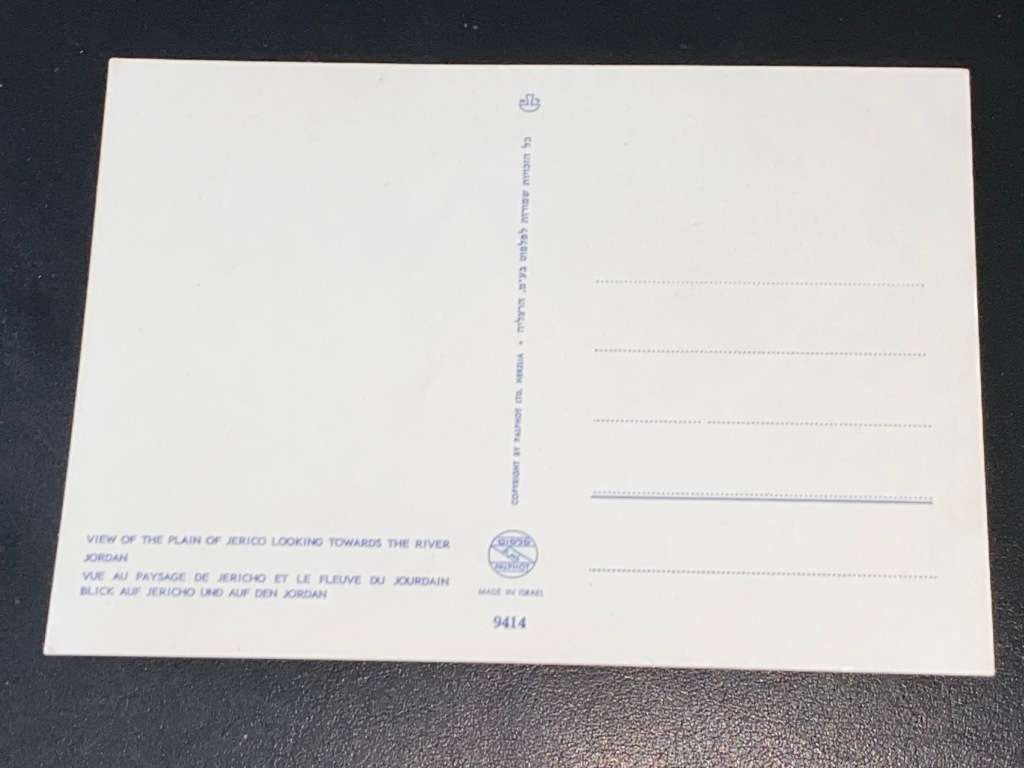 VIEW OF THE PLAIN OF JERICO LOOKING TOWARDS THE RIVER
JORDAN
VUE AU PAYSAGE DE JERICHO ET LE FLEUVE DU JOURDAIN
BLICK AUF JERICHO UND AUF DEN JORDAN
COPYRIGHT BY PALPHOT LTD. HERZLIA • כל הזכויות שמורות לפלפוט בע"מ, הרצליה
פלפוט
PALPHOT
MADE IN ISRAEL
9414